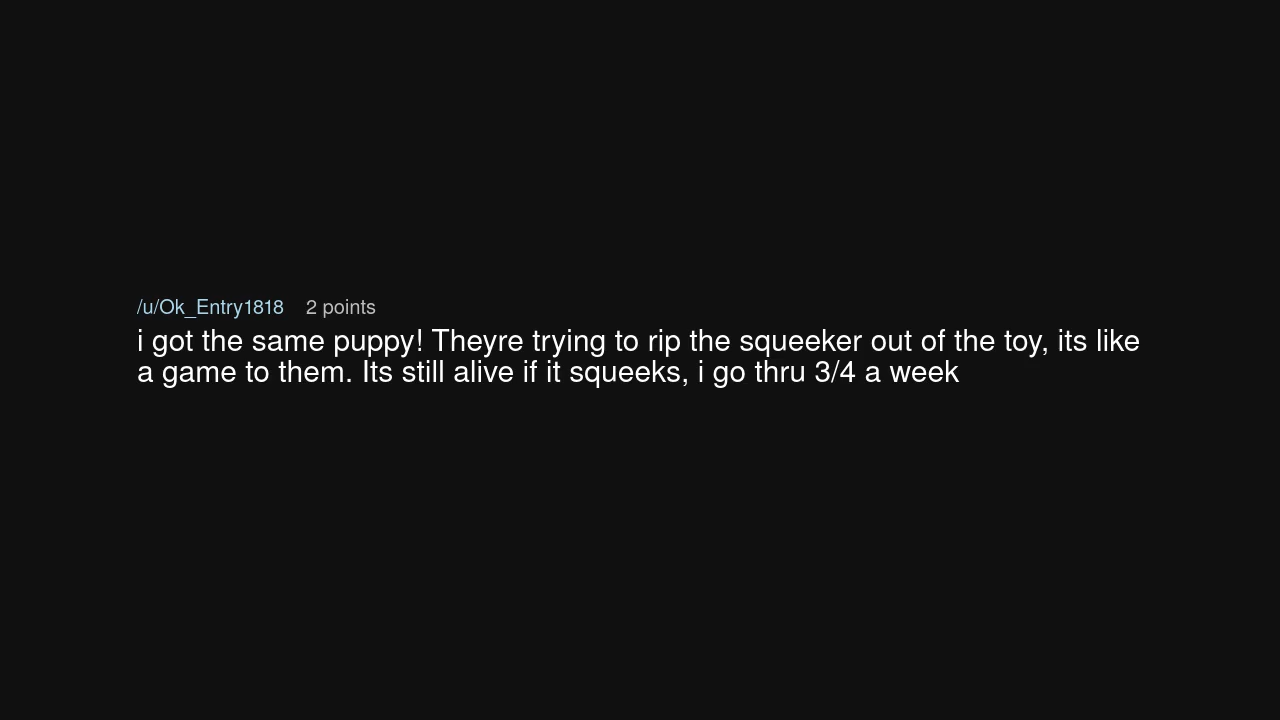 /u/Ok_Entry1818 2 points
i got the same puppy! Theyre trying to rip the squeeker out of the toy, its like
a game to them. Its still alive if it squeeks, i go thru 3/4 a week